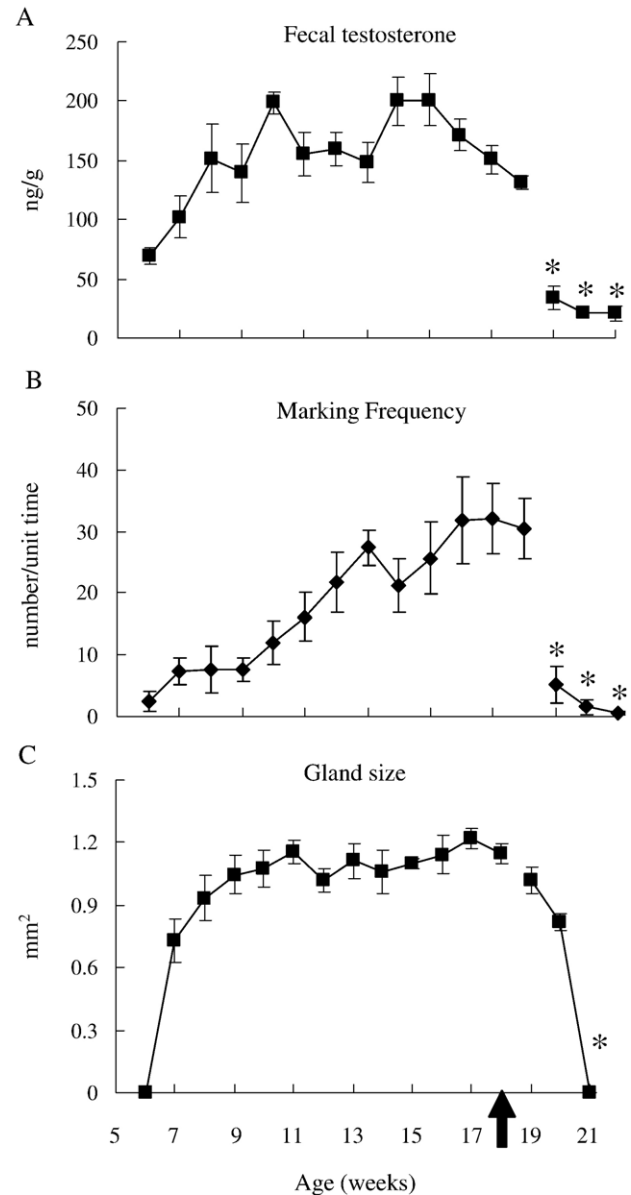 A
Fecal testosterone
250
200
150
100
50
0
ng/g
*
*
*
B
Marking Frequency
50
40
30
20
10
0
number/unit time
*
*
*
C
Gland size
1.5
1.2
0.9
0.6
0.3
0
mm²
*
5 7 9 11 13 15 17 19 21
Age (weeks)